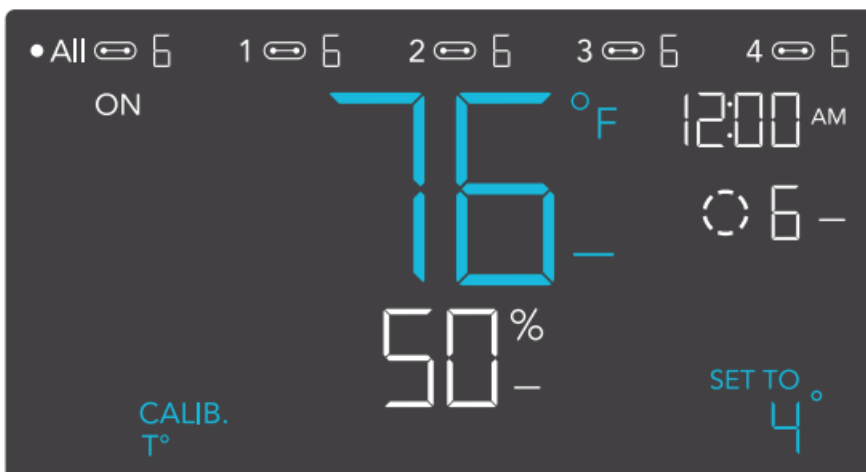 • All 6 1 6 2 6 3 6 4 6
ON
76 °F –
12:00 AM
6 –
50 % –
CALIB.
T°
SET TO
4°